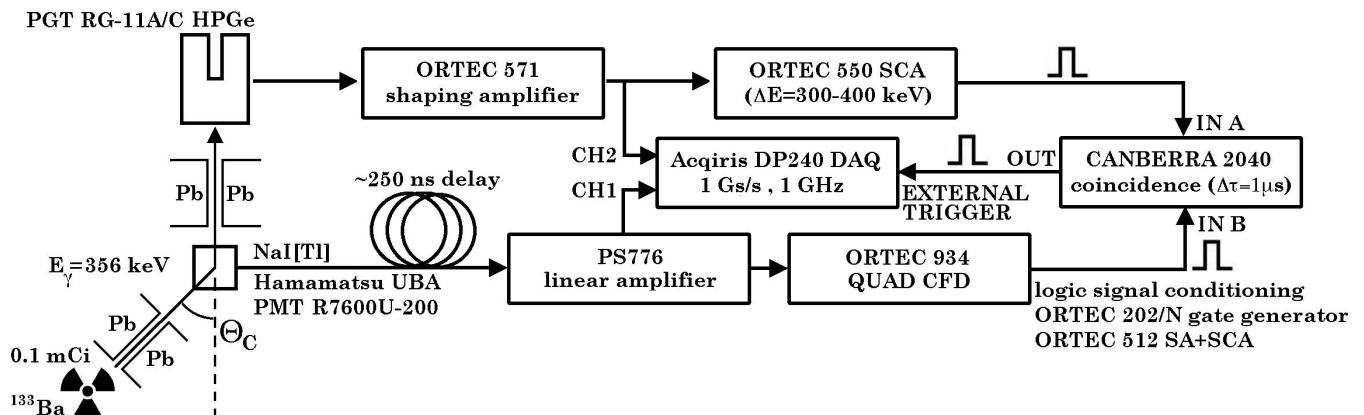 PGT RG-11A/C HPGe
ORTEC 571
shaping amplifier
ORTEC 550 SCA
(ΔE=300-400 keV)
IN A
CH2
CH1
Acqiris DP240 DAQ
1 Gs/s , 1 GHz
OUT
EXTERNAL
TRIGGER
CANBERRA 2040
coincidence (Δτ=1μs)
IN B
Pb
Pb
~250 ns delay
Eγ=356 keV
NaI[Tl]
Hamamatsu UBA
PMT R7600U-200
PS776
linear amplifier
ORTEC 934
QUAD CFD
logic signal conditioning
ORTEC 202/N gate generator
ORTEC 512 SA+SCA
Pb
Pb
ΘC
0.1 mCi
¹³³Ba